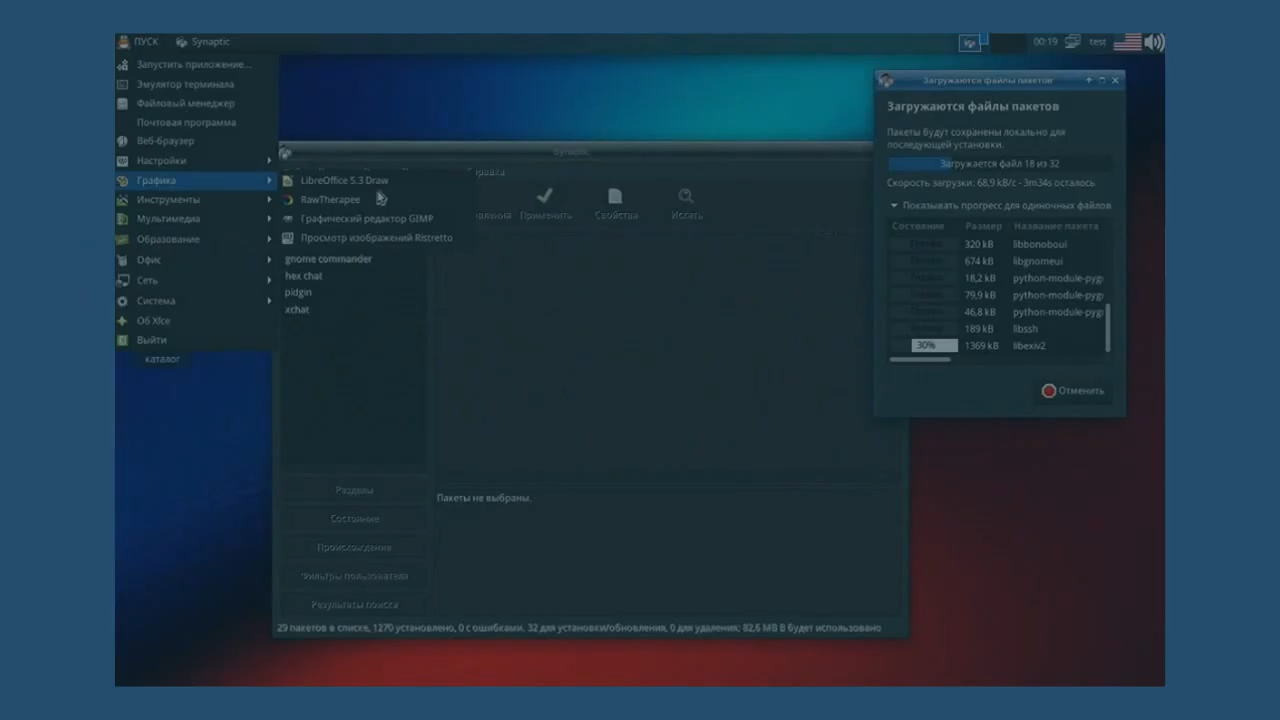 ПУСК Synaptic 00:19 test
Запустить приложение...
Эмулятор терминала
Файловый менеджер
Почтовая программа
Веб-браузер
Настройки
Графика
Инструменты
Мультимедиа
Образование
Офис
Сеть
Система
Об Xfce
Выйти
каталог
LibreOffice 5.3 Draw
RawTherapee
Графический редактор GIMP
Просмотр изображений Ristretto
Synaptic
Применить Свойства Искать
gnome commander
hex chat
pidgin
xchat
Разделы
Состояние
Происхождение
Фильтры пользователя
Результаты поиска
Пакеты не выбраны.
29 пакетов в списке, 1270 установлено, 0 с ошибками. 32 для установки/обновления, 0 для удаления; 82,6 MB В будет использовано
Загружаются файлы пакетов
Загружаются файлы пакетов
Пакеты будут сохранены локально для
последующей установки.
Загружается файл 18 из 32
Скорость загрузки: 68,9 kB/c - 3m34s осталось
Показывать прогресс для одиночных файлов
Состояние Размер Название пакета
320 kB libbonoboui
674 kB libgnomeui
18,2 kB python-module-pyg
79,9 kB python-module-pyg
46,8 kB python-module-pyg
189 kB libssh
30% 1369 kB libexiv2
Отменить